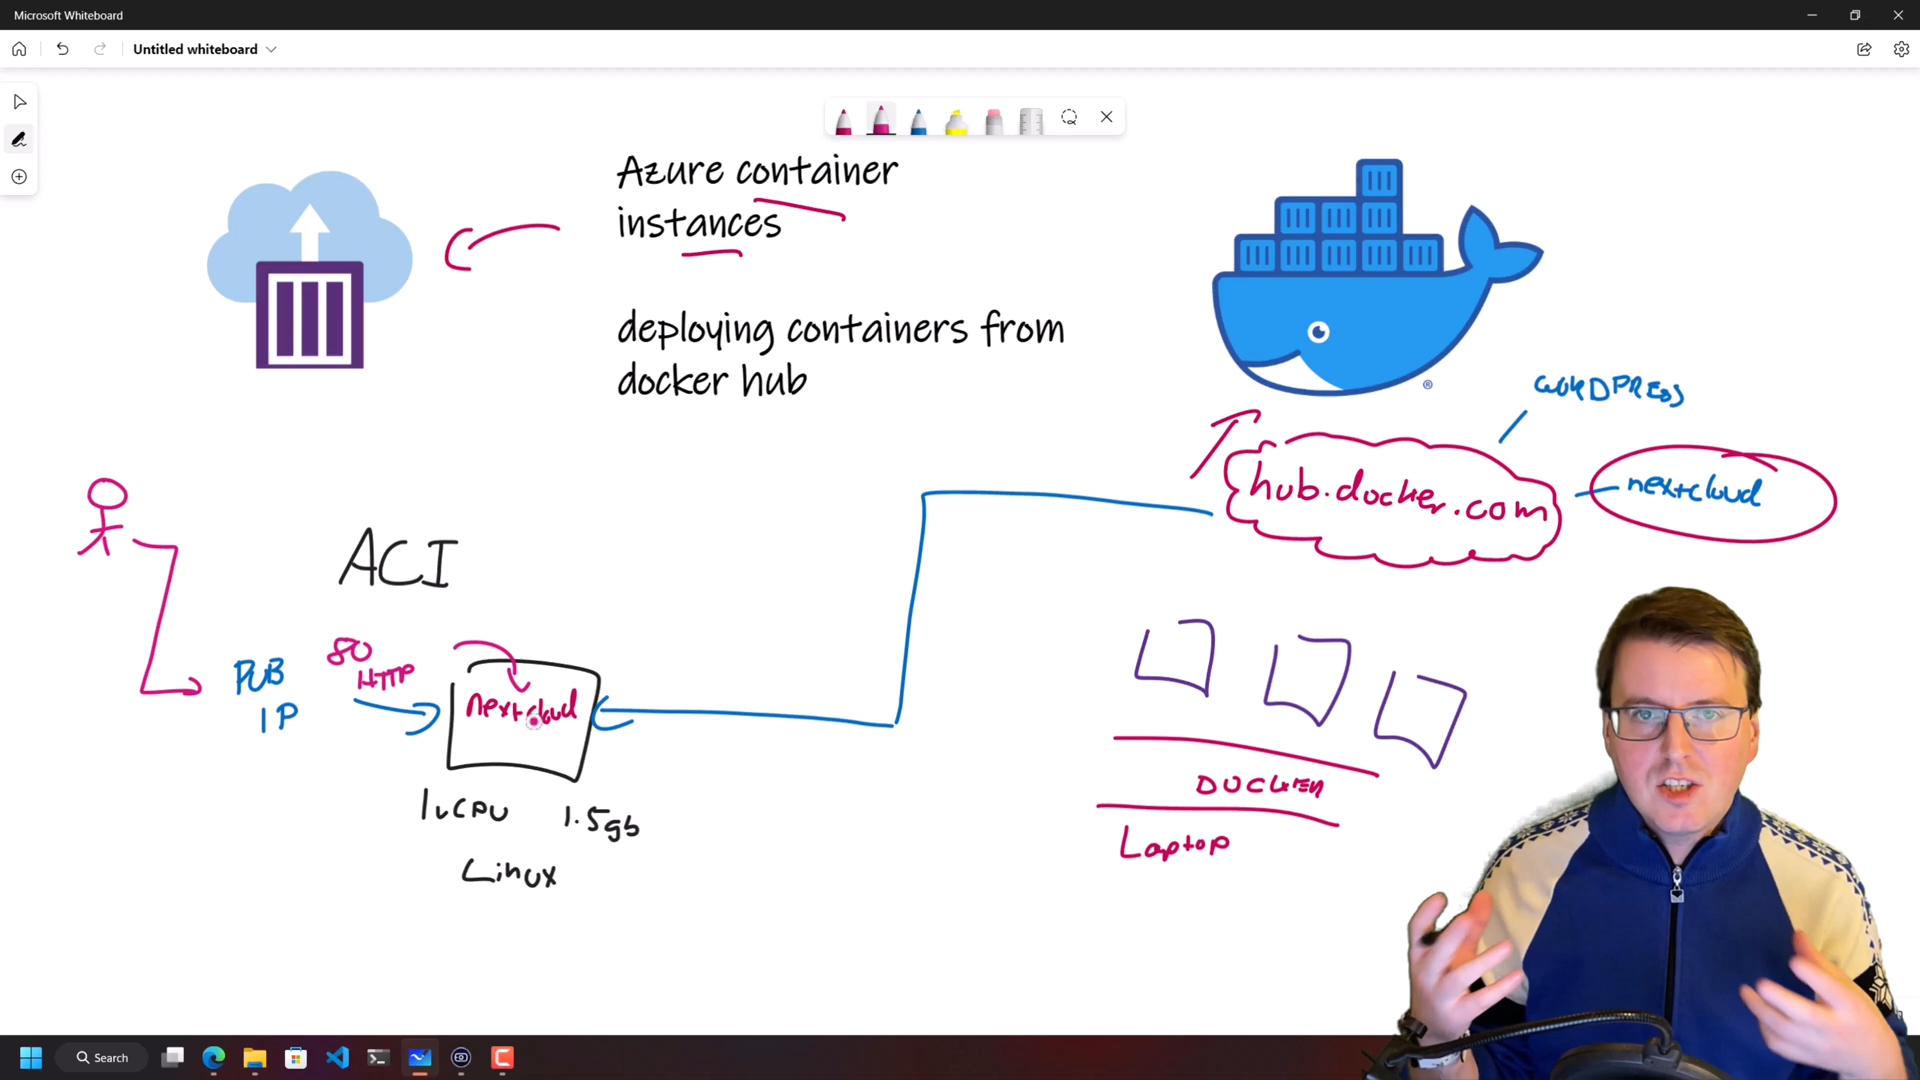 Microsoft Whiteboard
Untitled whiteboard
Azure container
instances
deploying containers from
docker hub
®
WORDPRESS
hub.docker.com
nextcloud
ACI
80
HTTP
PUB
IP
nextcloud
1vCPU 1.5gb
Linux
DOCKER
Laptop
Search